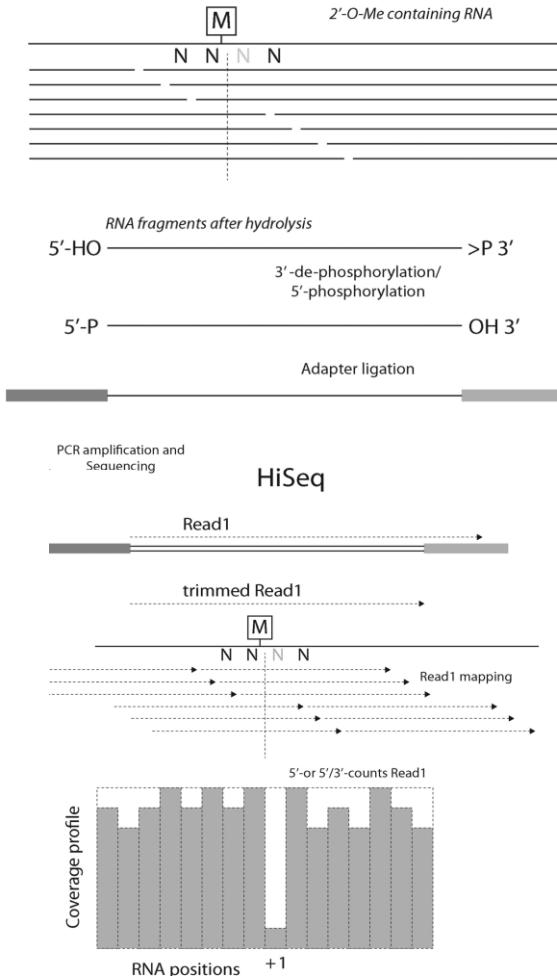 M
2'-O-Me containing RNA
N N N N
RNA fragments after hydrolysis
5'-HO
>P 3'
3'-de-phosphorylation/
5'-phosphorylation
5'-P
OH 3'
Adapter ligation
PCR amplification and
Sequencing
HiSeq
Read1
trimmed Read1
M
N N N N
Read1 mapping
5'-or 5'/3'-counts Read1
Coverage profile
RNA positions
+1